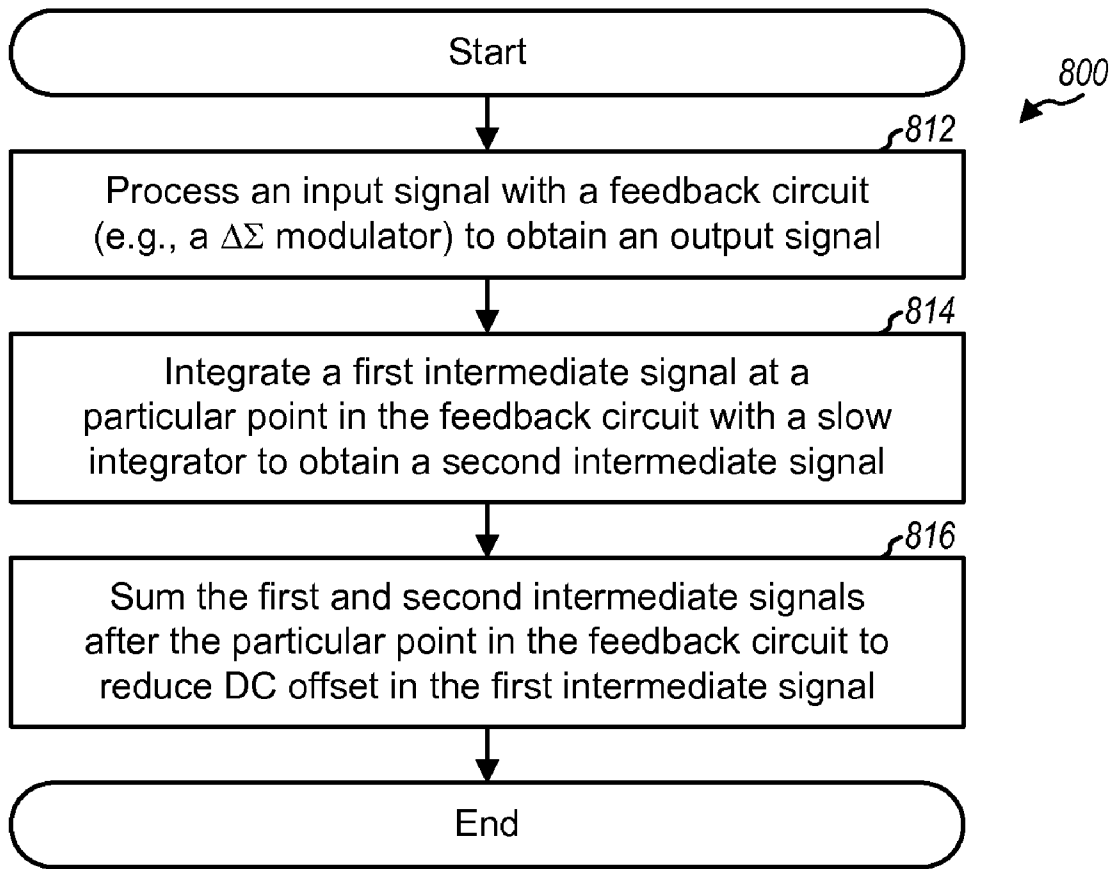 Start
800
812
Process an input signal with a feedback circuit
(e.g., a ΔΣ modulator) to obtain an output signal
814
Integrate a first intermediate signal at a
particular point in the feedback circuit with a slow
integrator to obtain a second intermediate signal
816
Sum the first and second intermediate signals
after the particular point in the feedback circuit to
reduce DC offset in the first intermediate signal
End